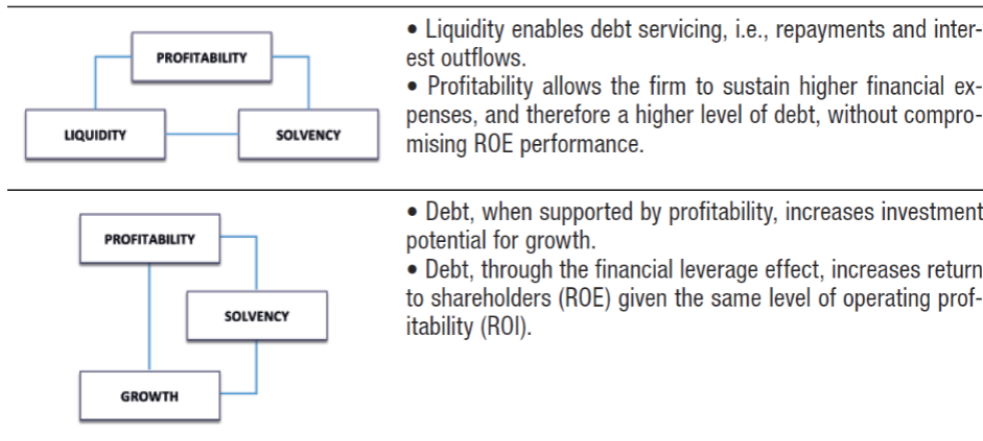 PROFITABILITY
LIQUIDITY
SOLVENCY
• Liquidity enables debt servicing, i.e., repayments and inter-
est outflows.
• Profitability allows the firm to sustain higher financial ex-
penses, and therefore a higher level of debt, without compro-
mising ROE performance.
PROFITABILITY
SOLVENCY
GROWTH
• Debt, when supported by profitability, increases investment
potential for growth.
• Debt, through the financial leverage effect, increases return
to shareholders (ROE) given the same level of operating prof-
itability (ROI).